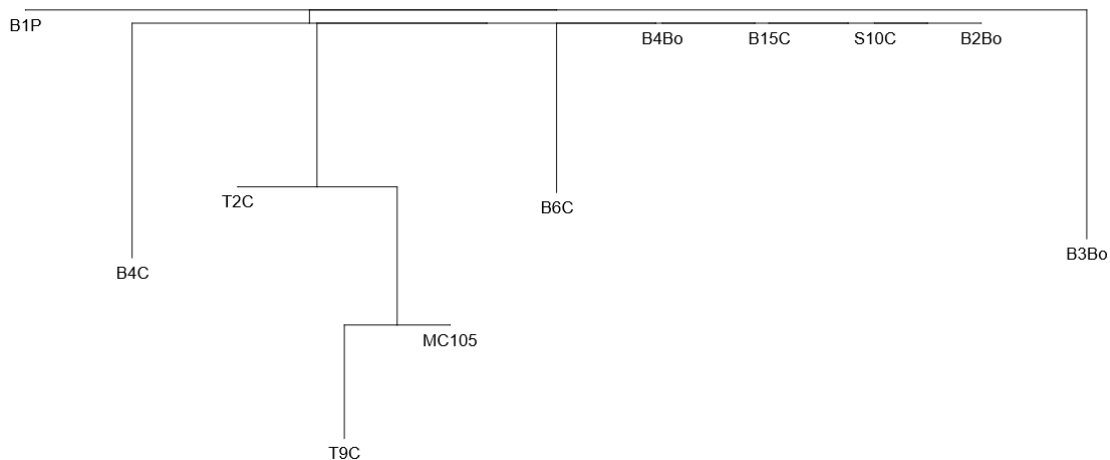 B1P
B4Bo
B15C
S10C
B2Bo
T2C
B6C
B3Bo
B4C
MC105
T9C